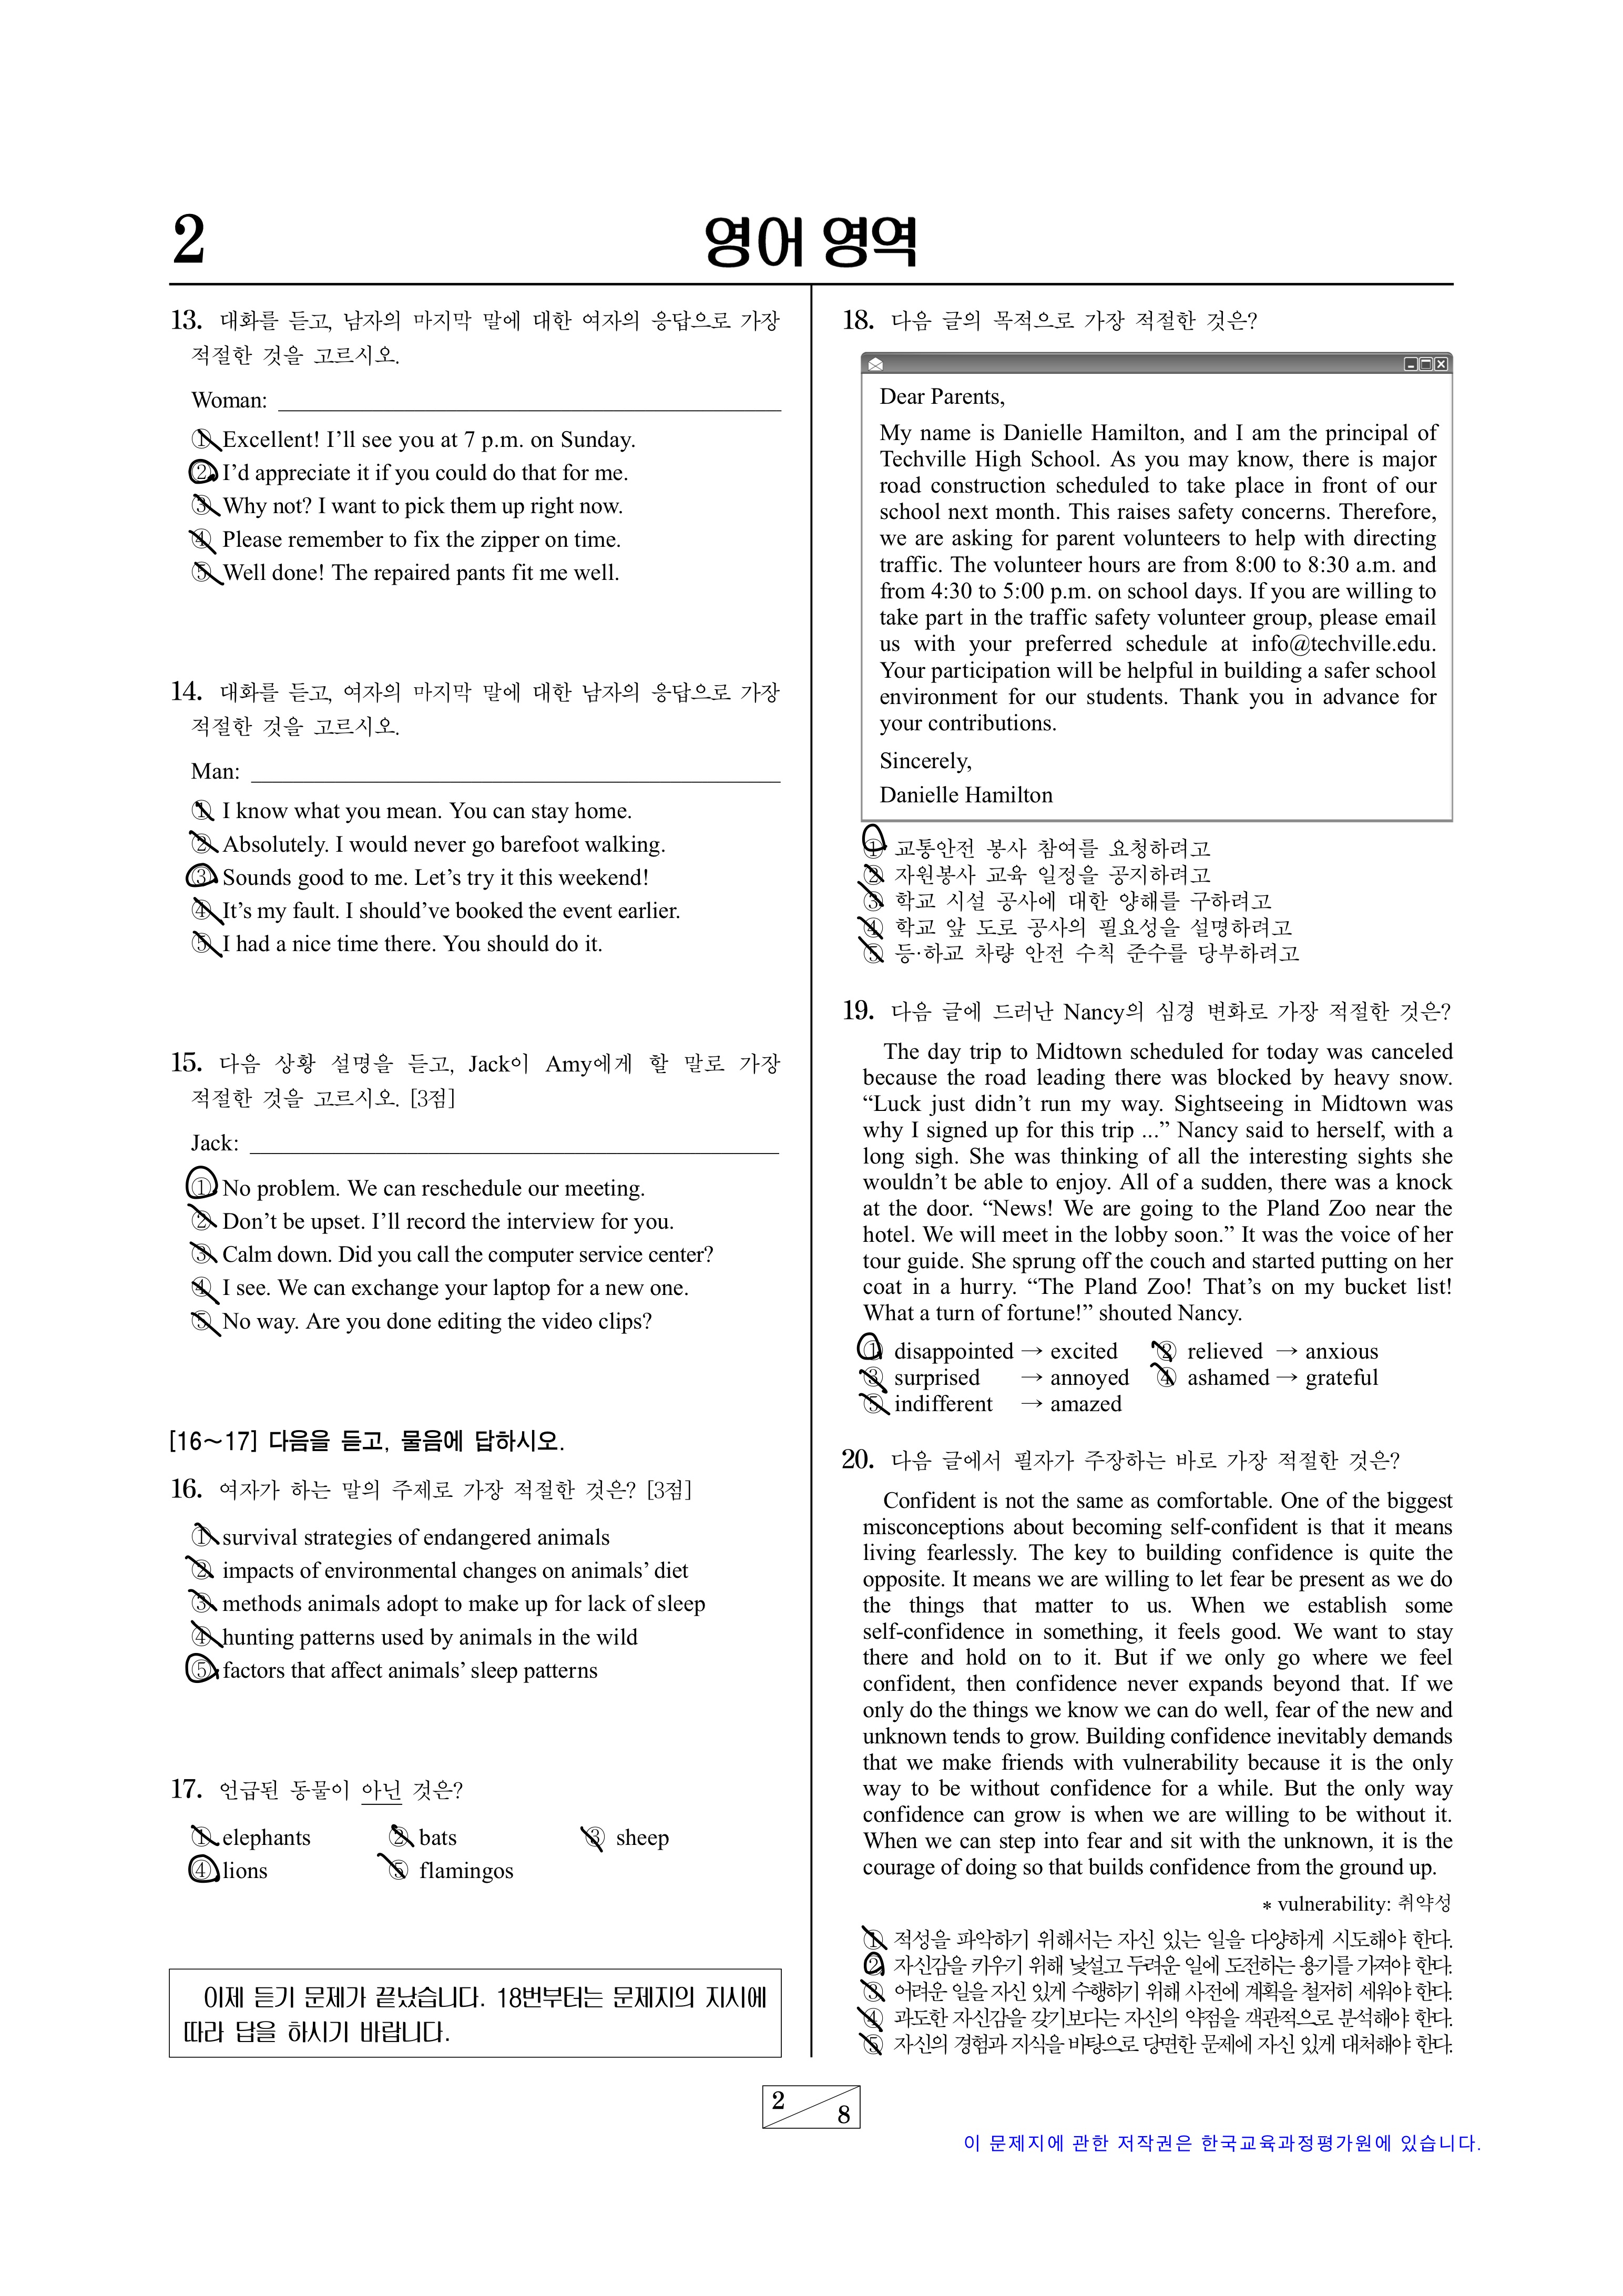 2
영어 영역
13. 대화를 듣고, 남자의 마지막 말에 대한 여자의 응답으로 가장
적절한 것을 고르시오.
Woman:
① Excellent! I’ll see you at 7 p.m. on Sunday.
② I’d appreciate it if you could do that for me.
③ Why not? I want to pick them up right now.
④ Please remember to fix the zipper on time.
⑤ Well done! The repaired pants fit me well.
14. 대화를 듣고, 여자의 마지막 말에 대한 남자의 응답으로 가장
적절한 것을 고르시오.
Man:
① I know what you mean. You can stay home.
② Absolutely. I would never go barefoot walking.
③ Sounds good to me. Let’s try it this weekend!
④ It’s my fault. I should’ve booked the event earlier.
⑤ I had a nice time there. You should do it.
15. 다음 상황 설명을 듣고, Jack이 Amy에게 할 말로 가장
적절한 것을 고르시오. [3점]
Jack:
① No problem. We can reschedule our meeting.
② Don’t be upset. I’ll record the interview for you.
③ Calm down. Did you call the computer service center?
④ I see. We can exchange your laptop for a new one.
⑤ No way. Are you done editing the video clips?
[16~17] 다음을 듣고, 물음에 답하시오.
16. 여자가 하는 말의 주제로 가장 적절한 것은? [3점]
① survival strategies of endangered animals
② impacts of environmental changes on animals’ diet
③ methods animals adopt to make up for lack of sleep
④ hunting patterns used by animals in the wild
⑤ factors that affect animals’ sleep patterns
17. 언급된 동물이 아닌 것은?
① elephants ② bats ③ sheep
④ lions ⑤ flamingos
이제 듣기 문제가 끝났습니다. 18번부터는 문제지의 지시에
따라 답을 하시기 바랍니다.
18. 다음 글의 목적으로 가장 적절한 것은?
Dear Parents,
My name is Danielle Hamilton, and I am the principal of
Techville High School. As you may know, there is major
road construction scheduled to take place in front of our
school next month. This raises safety concerns. Therefore,
we are asking for parent volunteers to help with directing
traffic. The volunteer hours are from 8:00 to 8:30 a.m. and
from 4:30 to 5:00 p.m. on school days. If you are willing to
take part in the traffic safety volunteer group, please email
us with your preferred schedule at info@techville.edu.
Your participation will be helpful in building a safer school
environment for our students. Thank you in advance for
your contributions.
Sincerely,
Danielle Hamilton
① 교통안전 봉사 참여를 요청하려고
② 자원봉사 교육 일정을 공지하려고
③ 학교 시설 공사에 대한 양해를 구하려고
④ 학교 앞 도로 공사의 필요성을 설명하려고
⑤ 등·하교 차량 안전 수칙 준수를 당부하려고
19. 다음 글에 드러난 Nancy의 심경 변화로 가장 적절한 것은?
The day trip to Midtown scheduled for today was canceled
because the road leading there was blocked by heavy snow.
“Luck just didn’t run my way. Sightseeing in Midtown was
why I signed up for this trip ...” Nancy said to herself, with a
long sigh. She was thinking of all the interesting sights she
wouldn’t be able to enjoy. All of a sudden, there was a knock
at the door. “News! We are going to the Pland Zoo near the
hotel. We will meet in the lobby soon.” It was the voice of her
tour guide. She sprung off the couch and started putting on her
coat in a hurry. “The Pland Zoo! That’s on my bucket list!
What a turn of fortune!” shouted Nancy.
① disappointed → excited ② relieved → anxious
③ surprised → annoyed ④ ashamed → grateful
⑤ indifferent → amazed
20. 다음 글에서 필자가 주장하는 바로 가장 적절한 것은?
Confident is not the same as comfortable. One of the biggest
misconceptions about becoming self-confident is that it means
living fearlessly. The key to building confidence is quite the
opposite. It means we are willing to let fear be present as we do
the things that matter to us. When we establish some
self-confidence in something, it feels good. We want to stay
there and hold on to it. But if we only go where we feel
confident, then confidence never expands beyond that. If we
only do the things we know we can do well, fear of the new and
unknown tends to grow. Building confidence inevitably demands
that we make friends with vulnerability because it is the only
way to be without confidence for a while. But the only way
confidence can grow is when we are willing to be without it.
When we can step into fear and sit with the unknown, it is the
courage of doing so that builds confidence from the ground up.
* vulnerability: 취약성
① 적성을 파악하기 위해서는 자신 있는 일을 다양하게 시도해야 한다.
② 자신감을 키우기 위해 낯설고 두려운 일에 도전하는 용기를 가져야 한다.
③ 어려운 일을 자신 있게 수행하기 위해 사전에 계획을 철저히 세워야 한다.
④ 과도한 자신감을 갖기보다는 자신의 약점을 객관적으로 분석해야 한다.
⑤ 자신의 경험과 지식을 바탕으로 당면한 문제에 자신 있게 대처해야 한다.
2
8
이 문제지에 관한 저작권은 한국교육과정평가원에 있습니다.